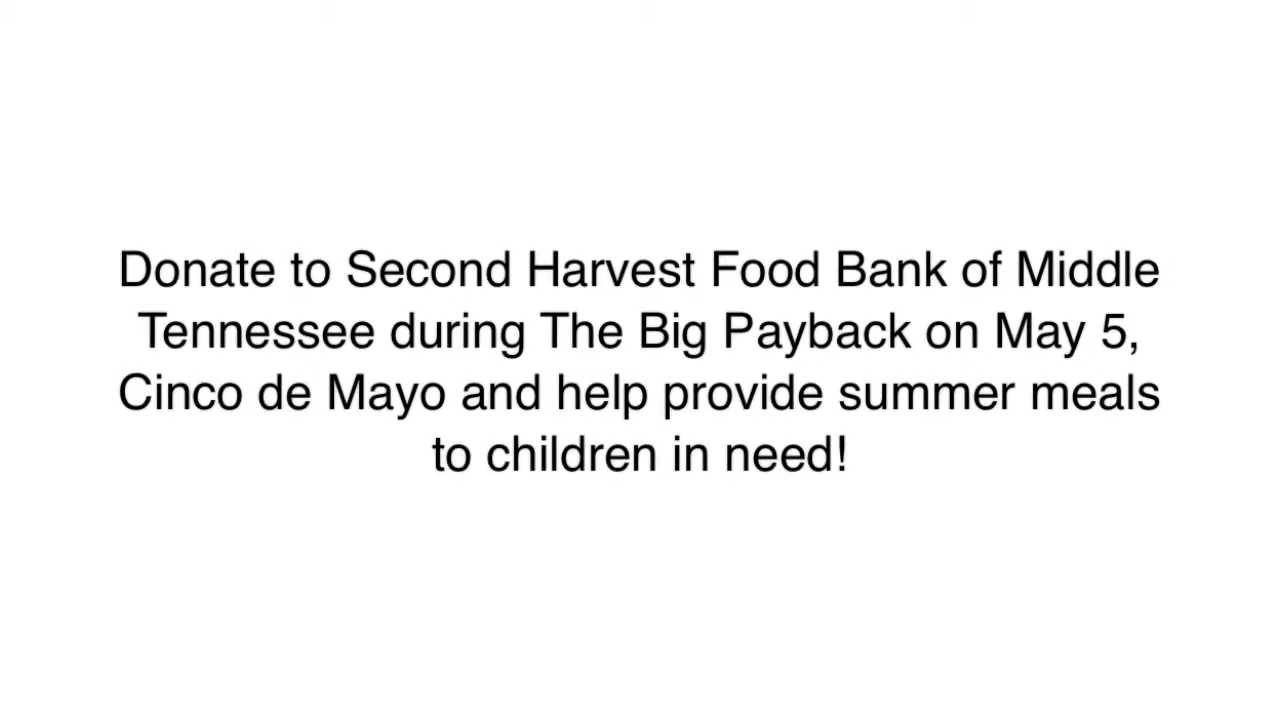 Donate to Second Harvest Food Bank of Middle
Tennessee during The Big Payback on May 5,
Cinco de Mayo and help provide summer meals
to children in need!